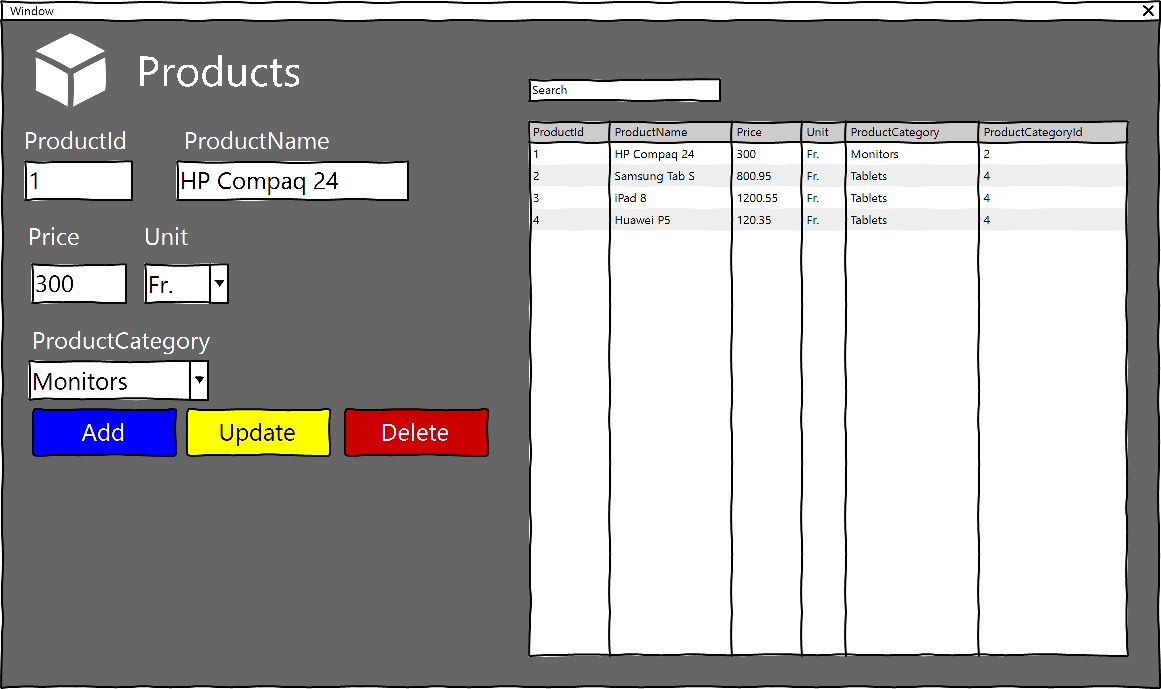 Window
Products
ProductId ProductName
1 HP Compaq 24
Price Unit
300 Fr.
ProductCategory
Monitors
Add Update Delete
Search
ProductId ProductName Price Unit ProductCategory ProductCategoryId
1 HP Compaq 24 300 Fr. Monitors 2
2 Samsung Tab S 800.95 Fr. Tablets 4
3 iPad 8 1200.55 Fr. Tablets 4
4 Huawei P5 120.35 Fr. Tablets 4